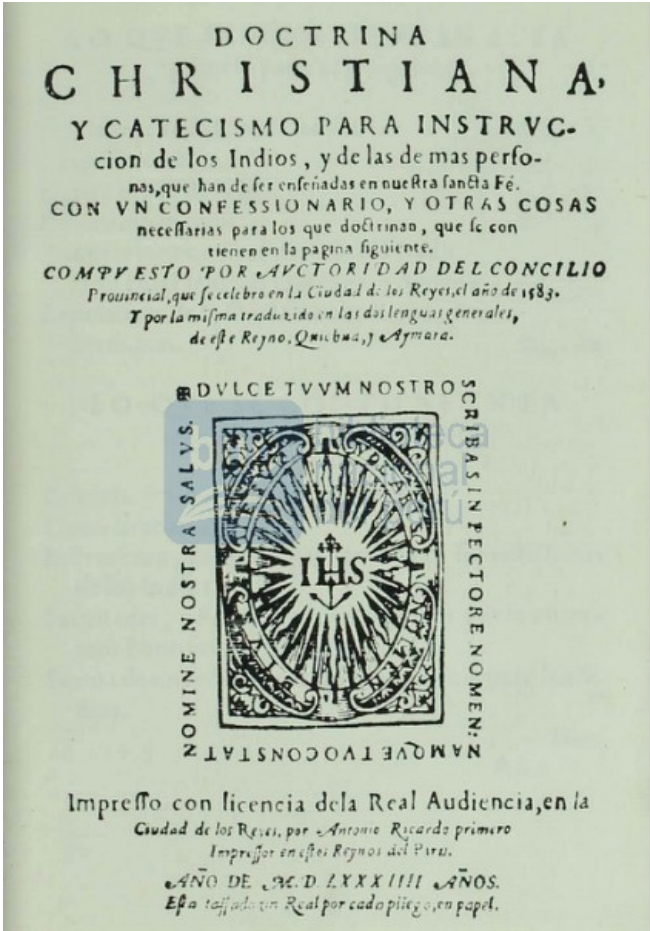 DOCTRINA
CHRISTIANA,
Y CATECISMO PARA INSTRVC-
cion de los Indios, y de las de mas perſo-
nas, que han de ſer enſeñadas en nueſtra ſancta Fé.
CON VN CONFESSIONARIO, Y OTRAS COSAS
neceſſarias para los que doctrinan, que ſe con
tienen en la pagina ſiguiente.
COMPVESTO POR AVCTORIDAD DEL CONCILIO
Prouincial, que ſe celebro en la Ciudad de los Reyes, el año de 1583.
Y por la miſma traduzido en las dos lenguas generales,
de eſte Reyno, Quichua, y Aymara.
DVLCE TVVM NOSTRO
SCRIBAS IN PECTORE NOMEN:
NAMQVE TVO CONSTAT
NOMINE NOSTRA SALVS.
IHS
Impreſſo con licencia dela Real Audiencia, en la
Ciudad de los Reyes, por Antonio Ricardo primero
Impreſſor en eſtos Reynos del Piru.
AÑO DE M.D.LXXXIIII AÑOS.
Eſta taſſado vn Real por cada pliego, en papel.